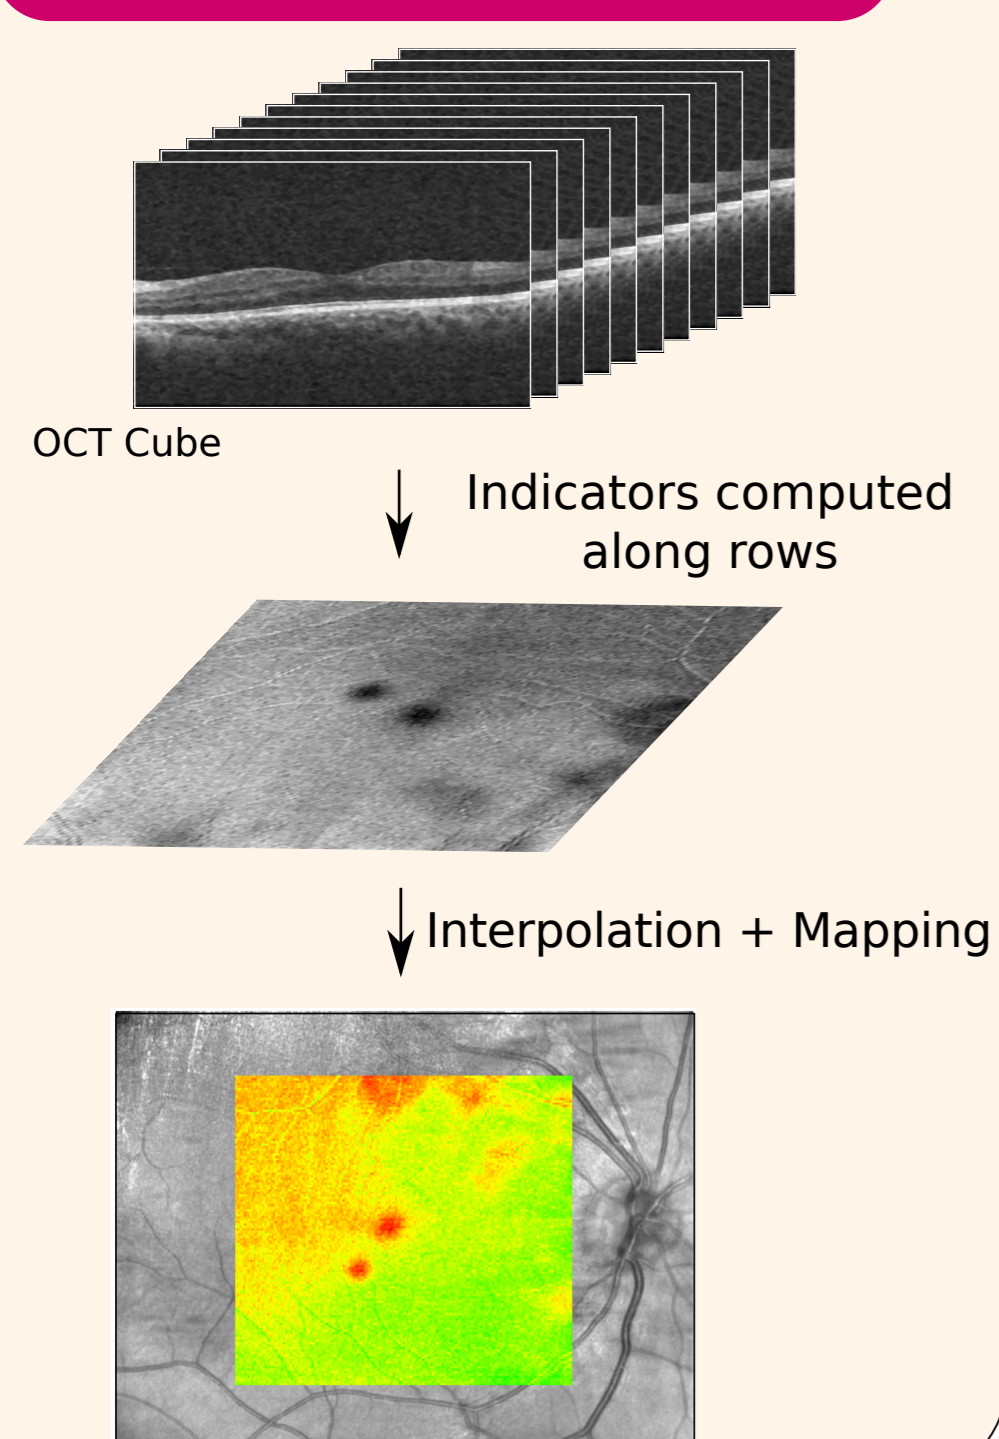 OCT Cube
Indicators computed
along rows
Interpolation + Mapping